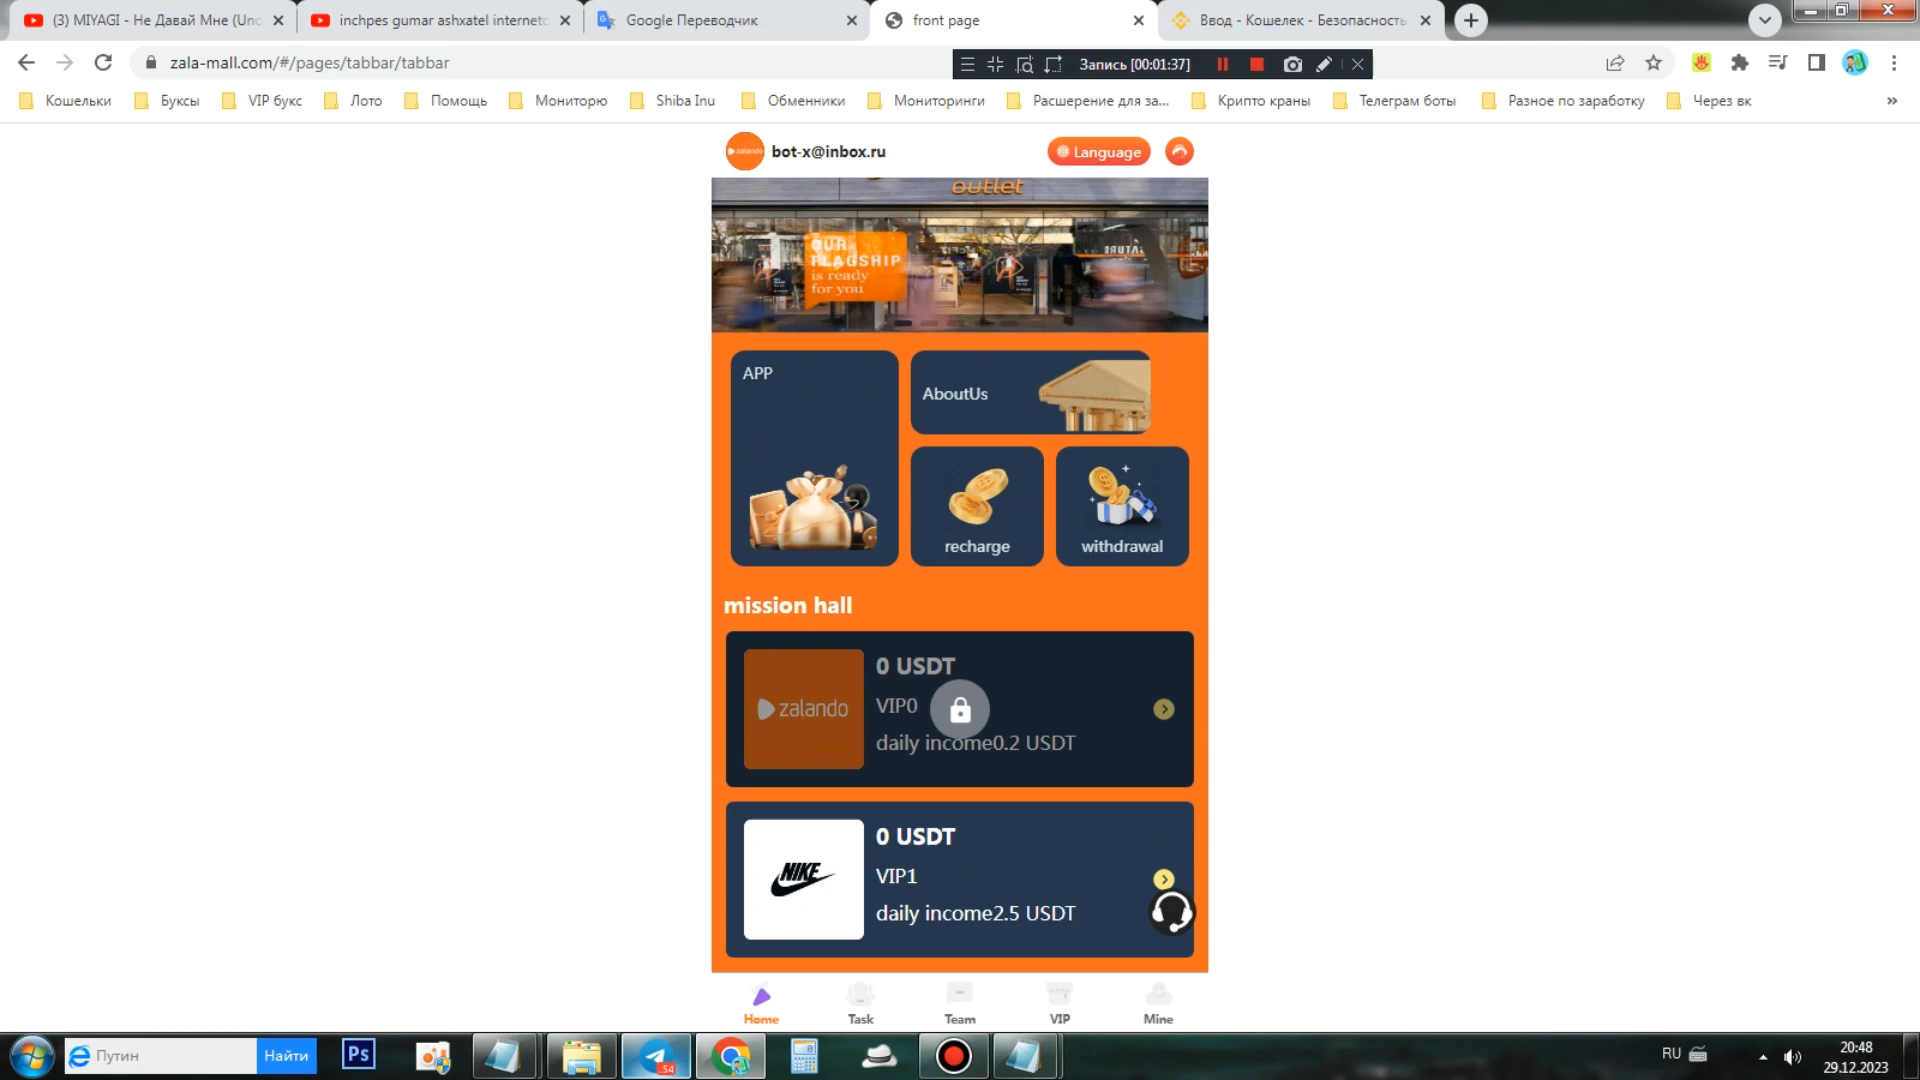 (3) MIYAGI - Не Давай Мне (Unc
inchpes gumar ashxatel internetc
Google Переводчик
front page
Ввод - Кошелек - Безопасность
zala-mall.com/#/pages/tabbar/tabbar
Запись [00:01:37]
Кошельки
Буксы
VIP букс
Лото
Помощь
Мониторю
Shiba Inu
Обменники
Мониторинги
Расшерение для за...
Крипто краны
Телеграм боты
Разное по заработку
Через вк
»
zalando
bot-x@inbox.ru
Language
outlet
OUR
FLAGSHIP
is ready
for you
APP
AboutUs
recharge
withdrawal
mission hall
zalando
0 USDT
VIP0
daily income0.2 USDT
NIKE
0 USDT
VIP1
daily income2.5 USDT
Home
Task
Team
VIP
Mine
Путин
Найти
Ps
54
RU
20:48
29.12.2023